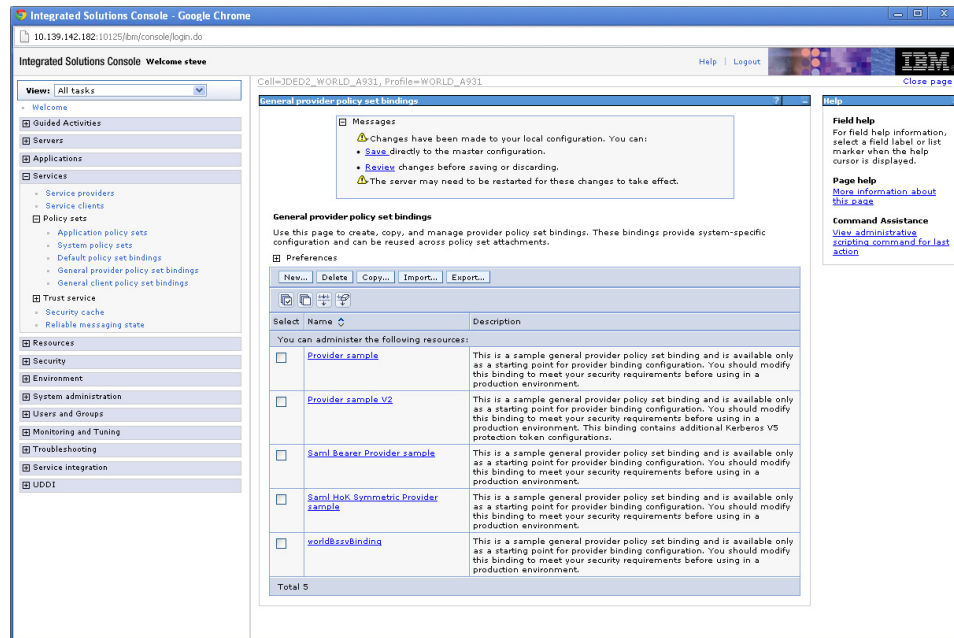 Integrated Solutions Console - Google Chrome
10.139.142.182:10125/ibm/console/login.do
Integrated Solutions Console Welcome steve
Help | Logout
IBM.
Cell=JDED2_WORLD_A931, Profile=WORLD_A931
Close page
View: All tasks
Welcome
Guided Activities
Servers
Applications
Services
Service providers
Service clients
Policy sets
Application policy sets
System policy sets
Default policy set bindings
General provider policy set bindings
General client policy set bindings
Trust service
Security cache
Reliable messaging state
Resources
Security
Environment
System administration
Users and Groups
Monitoring and Tuning
Troubleshooting
Service integration
UDDI
General provider policy set bindings ? -
Messages
Changes have been made to your local configuration. You can:
• Save directly to the master configuration.
• Review changes before saving or discarding.
The server may need to be restarted for these changes to take effect.
General provider policy set bindings
Use this page to create, copy, and manage provider policy set bindings. These bindings provide system-specific
configuration and can be reused across policy set attachments.
Preferences
New... Delete Copy... Import... Export...
Select Name Description
You can administer the following resources:
Provider sample
This is a sample general provider policy set binding and is available only
as a starting point for provider binding configuration. You should modify
this binding to meet your security requirements before using in a
production environment.
Provider sample V2
This is a sample general provider policy set binding and is available only
as a starting point for provider binding configuration. You should modify
this binding to meet your security requirements before using in a
production environment. This binding contains additional Kerberos V5
protection token configurations.
Saml Bearer Provider sample
This is a sample general provider policy set binding and is available only
as a starting point for provider binding configuration. You should modify
this binding to meet your security requirements before using in a
production environment.
Saml HoK Symmetric Provider
sample
This is a sample general provider policy set binding and is available only
as a starting point for provider binding configuration. You should modify
this binding to meet your security requirements before using in a
production environment.
worldBssvBinding
This is a sample general provider policy set binding and is available only
as a starting point for provider binding configuration. You should modify
this binding to meet your security requirements before using in a
production environment.
Total 5
Help
Field help
For field help information,
select a field label or list
marker when the help
cursor is displayed.
Page help
More information about
this page
Command Assistance
View administrative
scripting command for last
action